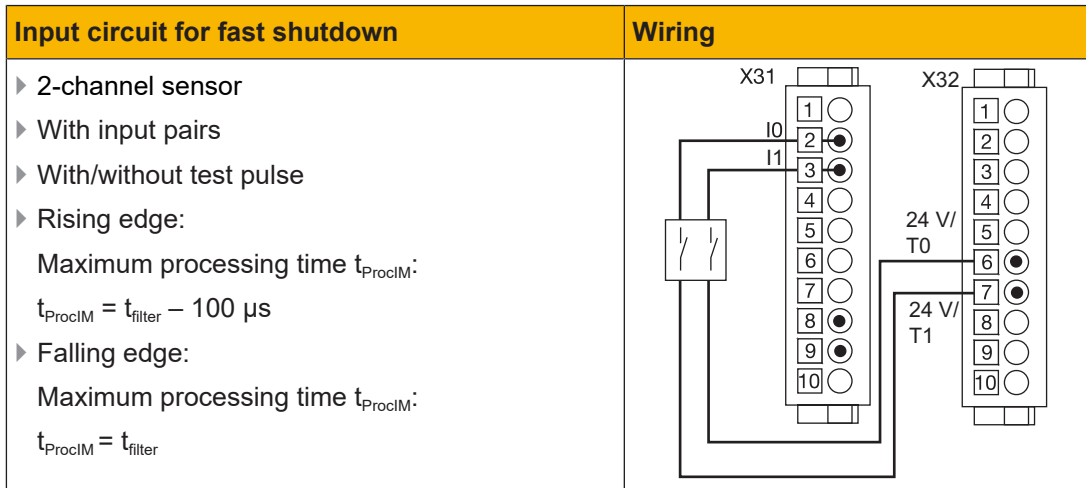 Input circuit for fast shutdown
Wiring
2-channel sensor
With input pairs
With/without test pulse
Rising edge:
Maximum processing time tProcIM:
tProcIM = tfilter – 100 µs
Falling edge:
Maximum processing time tProcIM:
tProcIM = tfilter
X31
1
I0
2
I1
3
4
5
6
7
8
9
10
X32
1
2
3
4
5
24 V/
T0
6
7
24 V/
T1
8
9
10